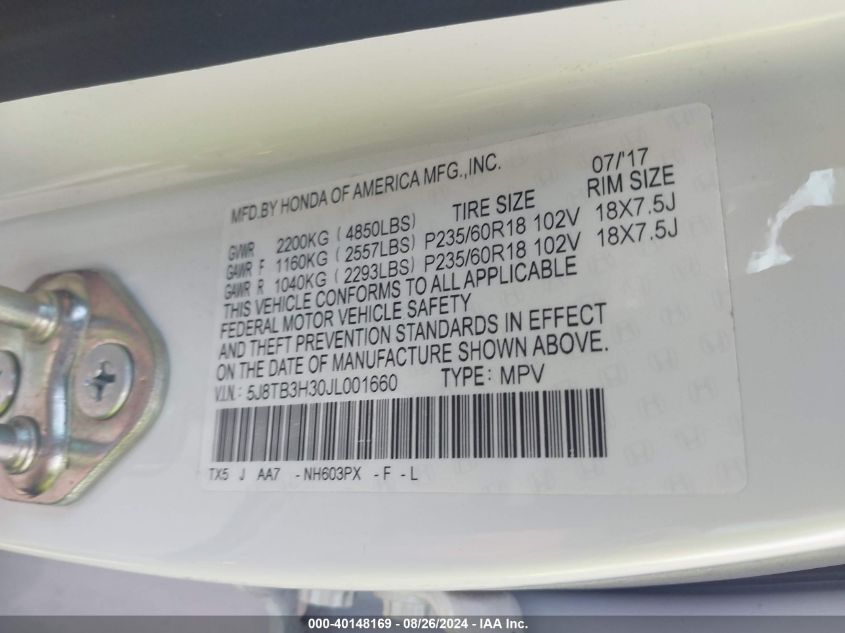 MFD.BY HONDA OF AMERICA MFG.,INC. 07/'17
GVWR 2200KG ( 4850LBS) TIRE SIZE RIM SIZE
GAWR F 1160KG ( 2557LBS) P235/60R18 102V 18X7.5J
GAWR R 1040KG ( 2293LBS) P235/60R18 102V 18X7.5J
THIS VEHICLE CONFORMS TO ALL APPLICABLE
FEDERAL MOTOR VEHICLE SAFETY
AND THEFT PREVENTION STANDARDS IN EFFECT
ON THE DATE OF MANUFACTURE SHOWN ABOVE.
V.I.N.: 5J8TB3H30JL001660 TYPE: MPV
TX5 J AA7 -NH603PX -F -L
000-40148169 - 08/26/2024 - IAA Inc.